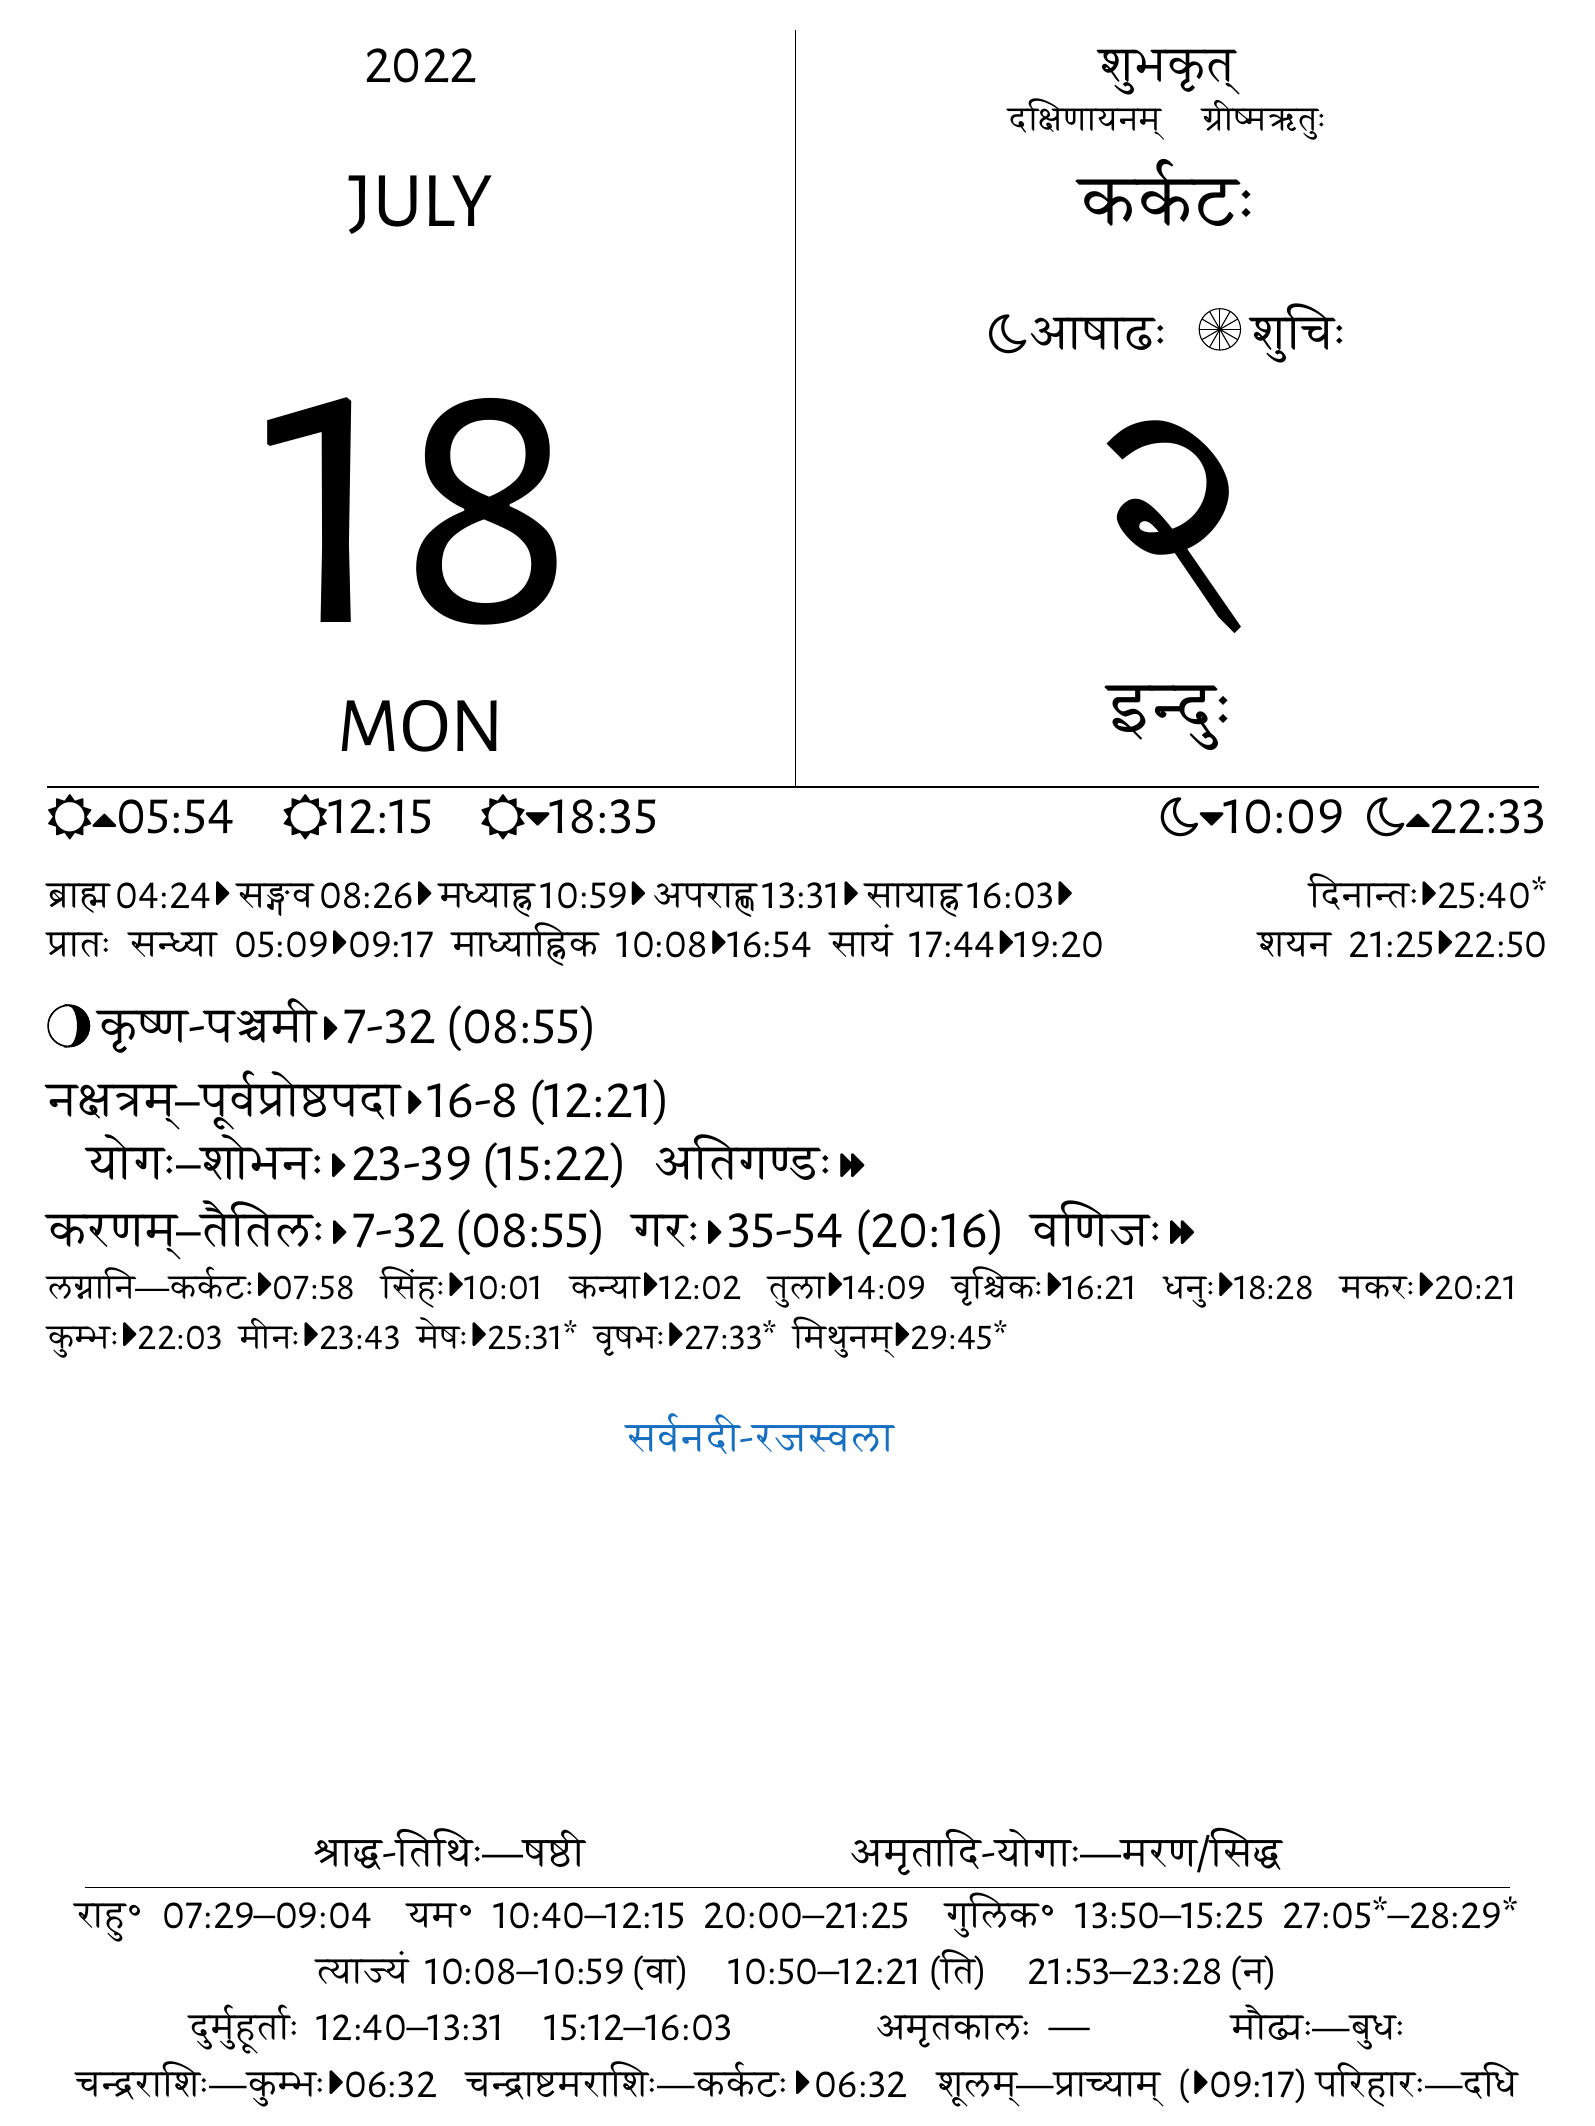 2022
JULY
18
MON
शुभकृत्
दक्षिणायनम् ग्रीष्मऋतुः
कर्कटः
आषाढः शुचिः
२
इन्दुः
05:54 12:15 18:35 10:09 22:33
ब्राह्म 04:24 सङ्गव 08:26 मध्याह्न 10:59 अपराह्ण 13:31 सायाह्न 16:03 दिनान्तः 25:40*
प्रातः सन्ध्या 05:09 09:17 माध्याह्निक 10:08 16:54 सायं 17:44 19:20 शयन 21:25 22:50
कृष्ण-पञ्चमी 7-32 (08:55)
नक्षत्रम्–पूर्वप्रोष्ठपदा 16-8 (12:21)
योगः–शोभनः 23-39 (15:22) अतिगण्डः
करणम्–तैतिलः 7-32 (08:55) गरः 35-54 (20:16) वणिजः
लग्नानि—कर्कटः 07:58 सिंहः 10:01 कन्या 12:02 तुला 14:09 वृश्चिकः 16:21 धनुः 18:28 मकरः 20:21
कुम्भः 22:03 मीनः 23:43 मेषः 25:31* वृषभः 27:33* मिथुनम् 29:45*
सर्वनदी-रजस्वला
श्राद्ध-तिथिः—षष्ठी अमृतादि-योगाः—मरण/सिद्ध
राहु॰ 07:29–09:04 यम॰ 10:40–12:15 20:00–21:25 गुलिक॰ 13:50–15:25 27:05*–28:29*
त्याज्यं 10:08–10:59 (वा) 10:50–12:21 (ति) 21:53–23:28 (न)
दुर्मुहूर्ताः 12:40–13:31 15:12–16:03 अमृतकालः — मौढ्यः—बुधः
चन्द्रराशिः—कुम्भः 06:32 चन्द्राष्टमराशिः—कर्कटः 06:32 शूलम्—प्राच्याम् ( 09:17) परिहारः—दधि